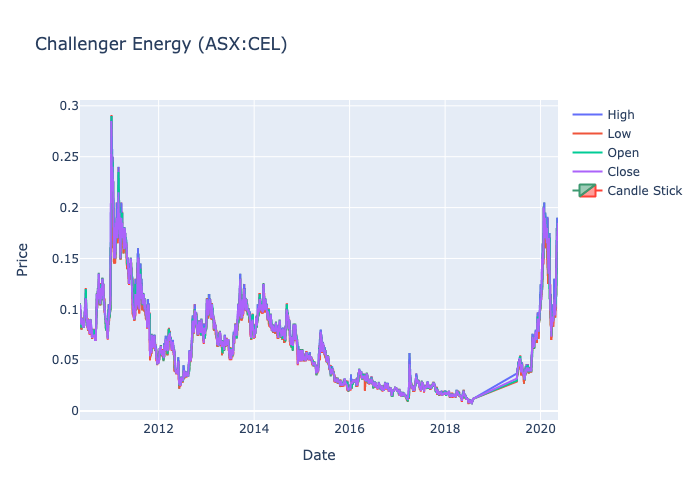 Challenger Energy (ASX:CEL)
High
Low
Open
Close
Candle Stick
0.3
0.25
0.2
0.15
0.1
0.05
0
Price
2012
2014
2016
2018
2020
Date